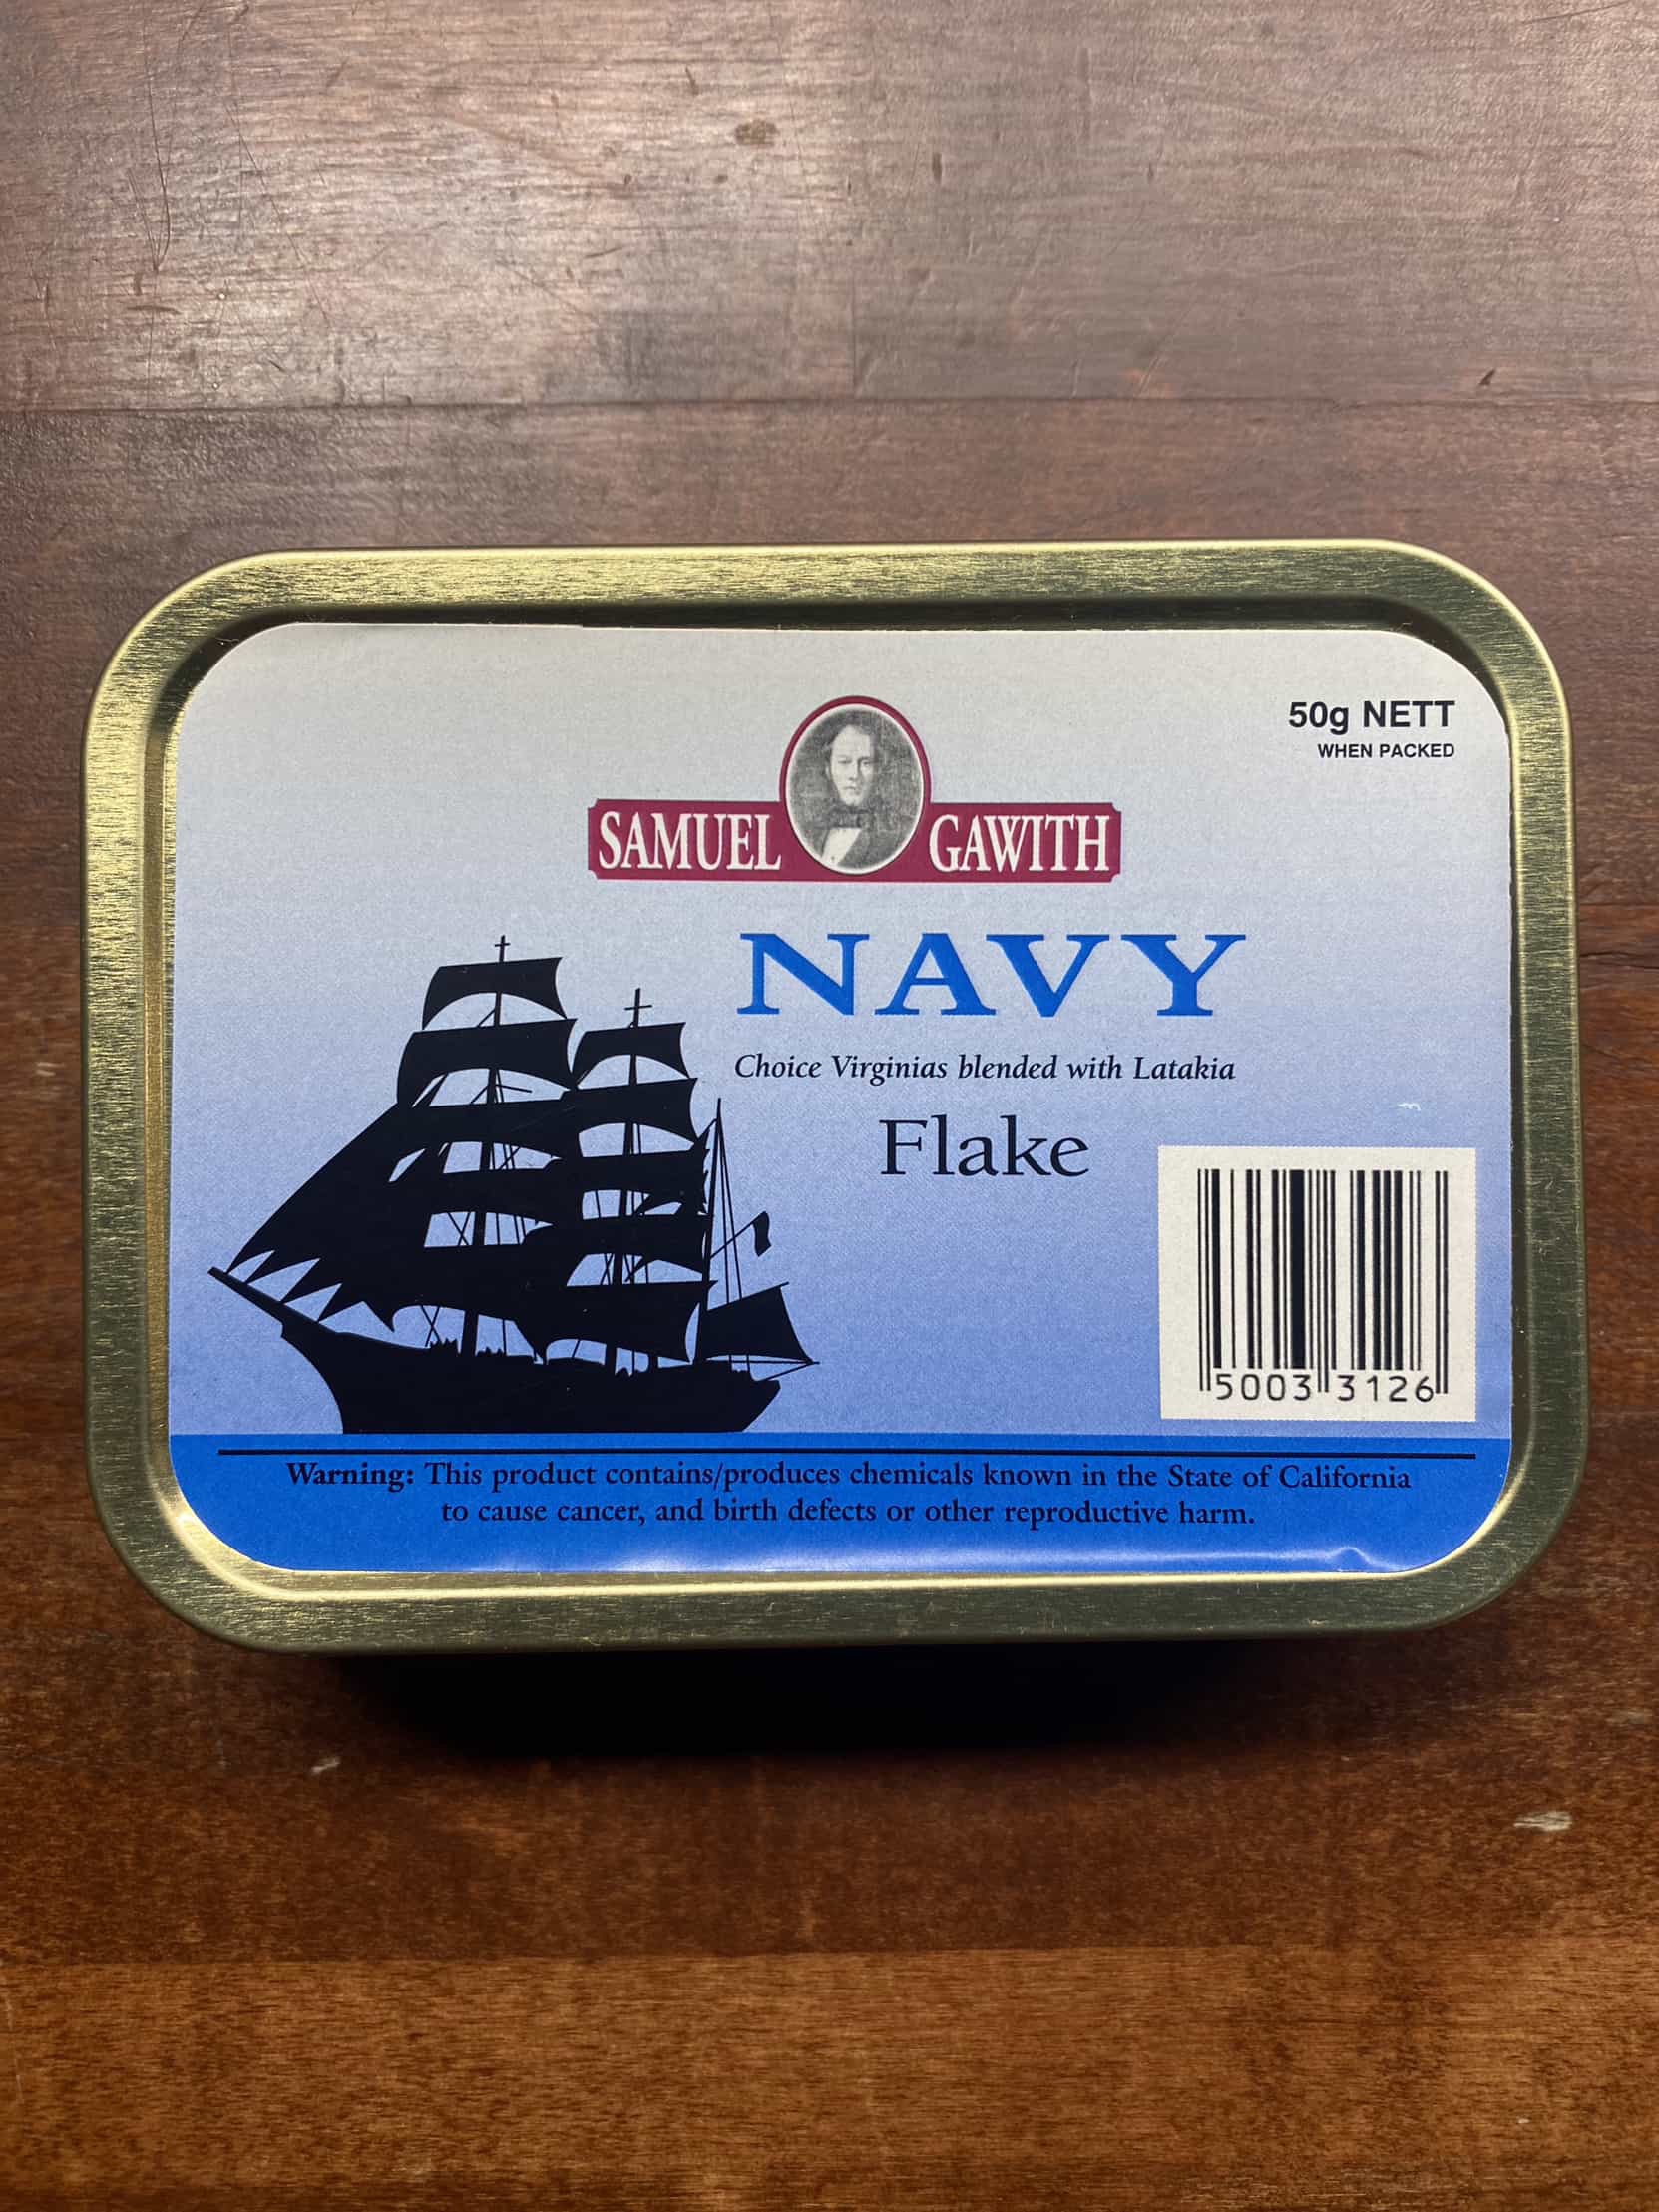 50g NETT
WHEN PACKED
SAMUEL GAWITH
NAVY
Choice Virginias blended with Latakia
Flake
5003 3126
Warning: This product contains/produces chemicals known in the State of California
to cause cancer, and birth defects or other reproductive harm.